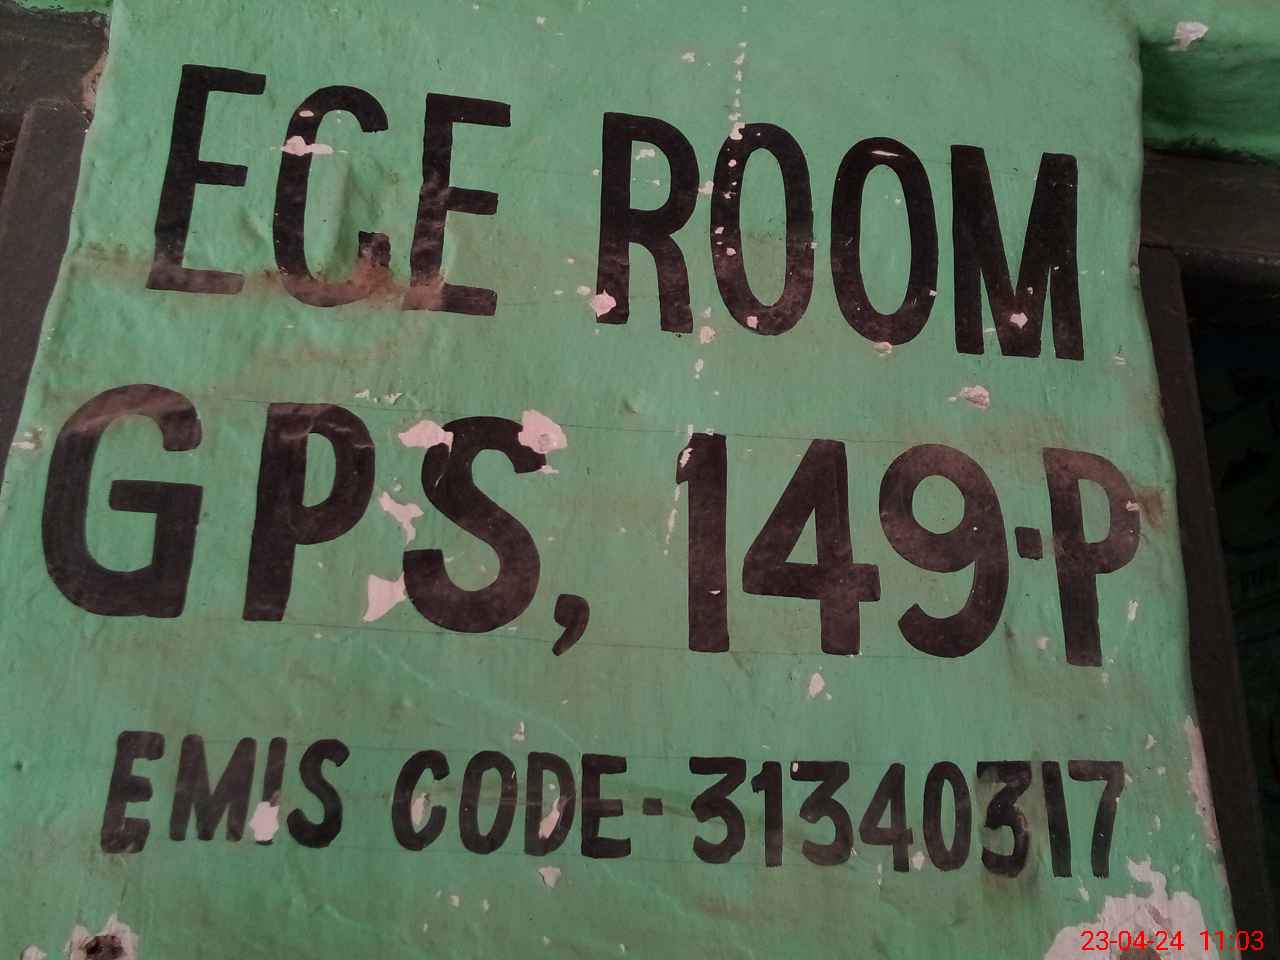 ECE ROOM
GPS, 149-P
EMIS CODE-31340317
23-04-24 11:03